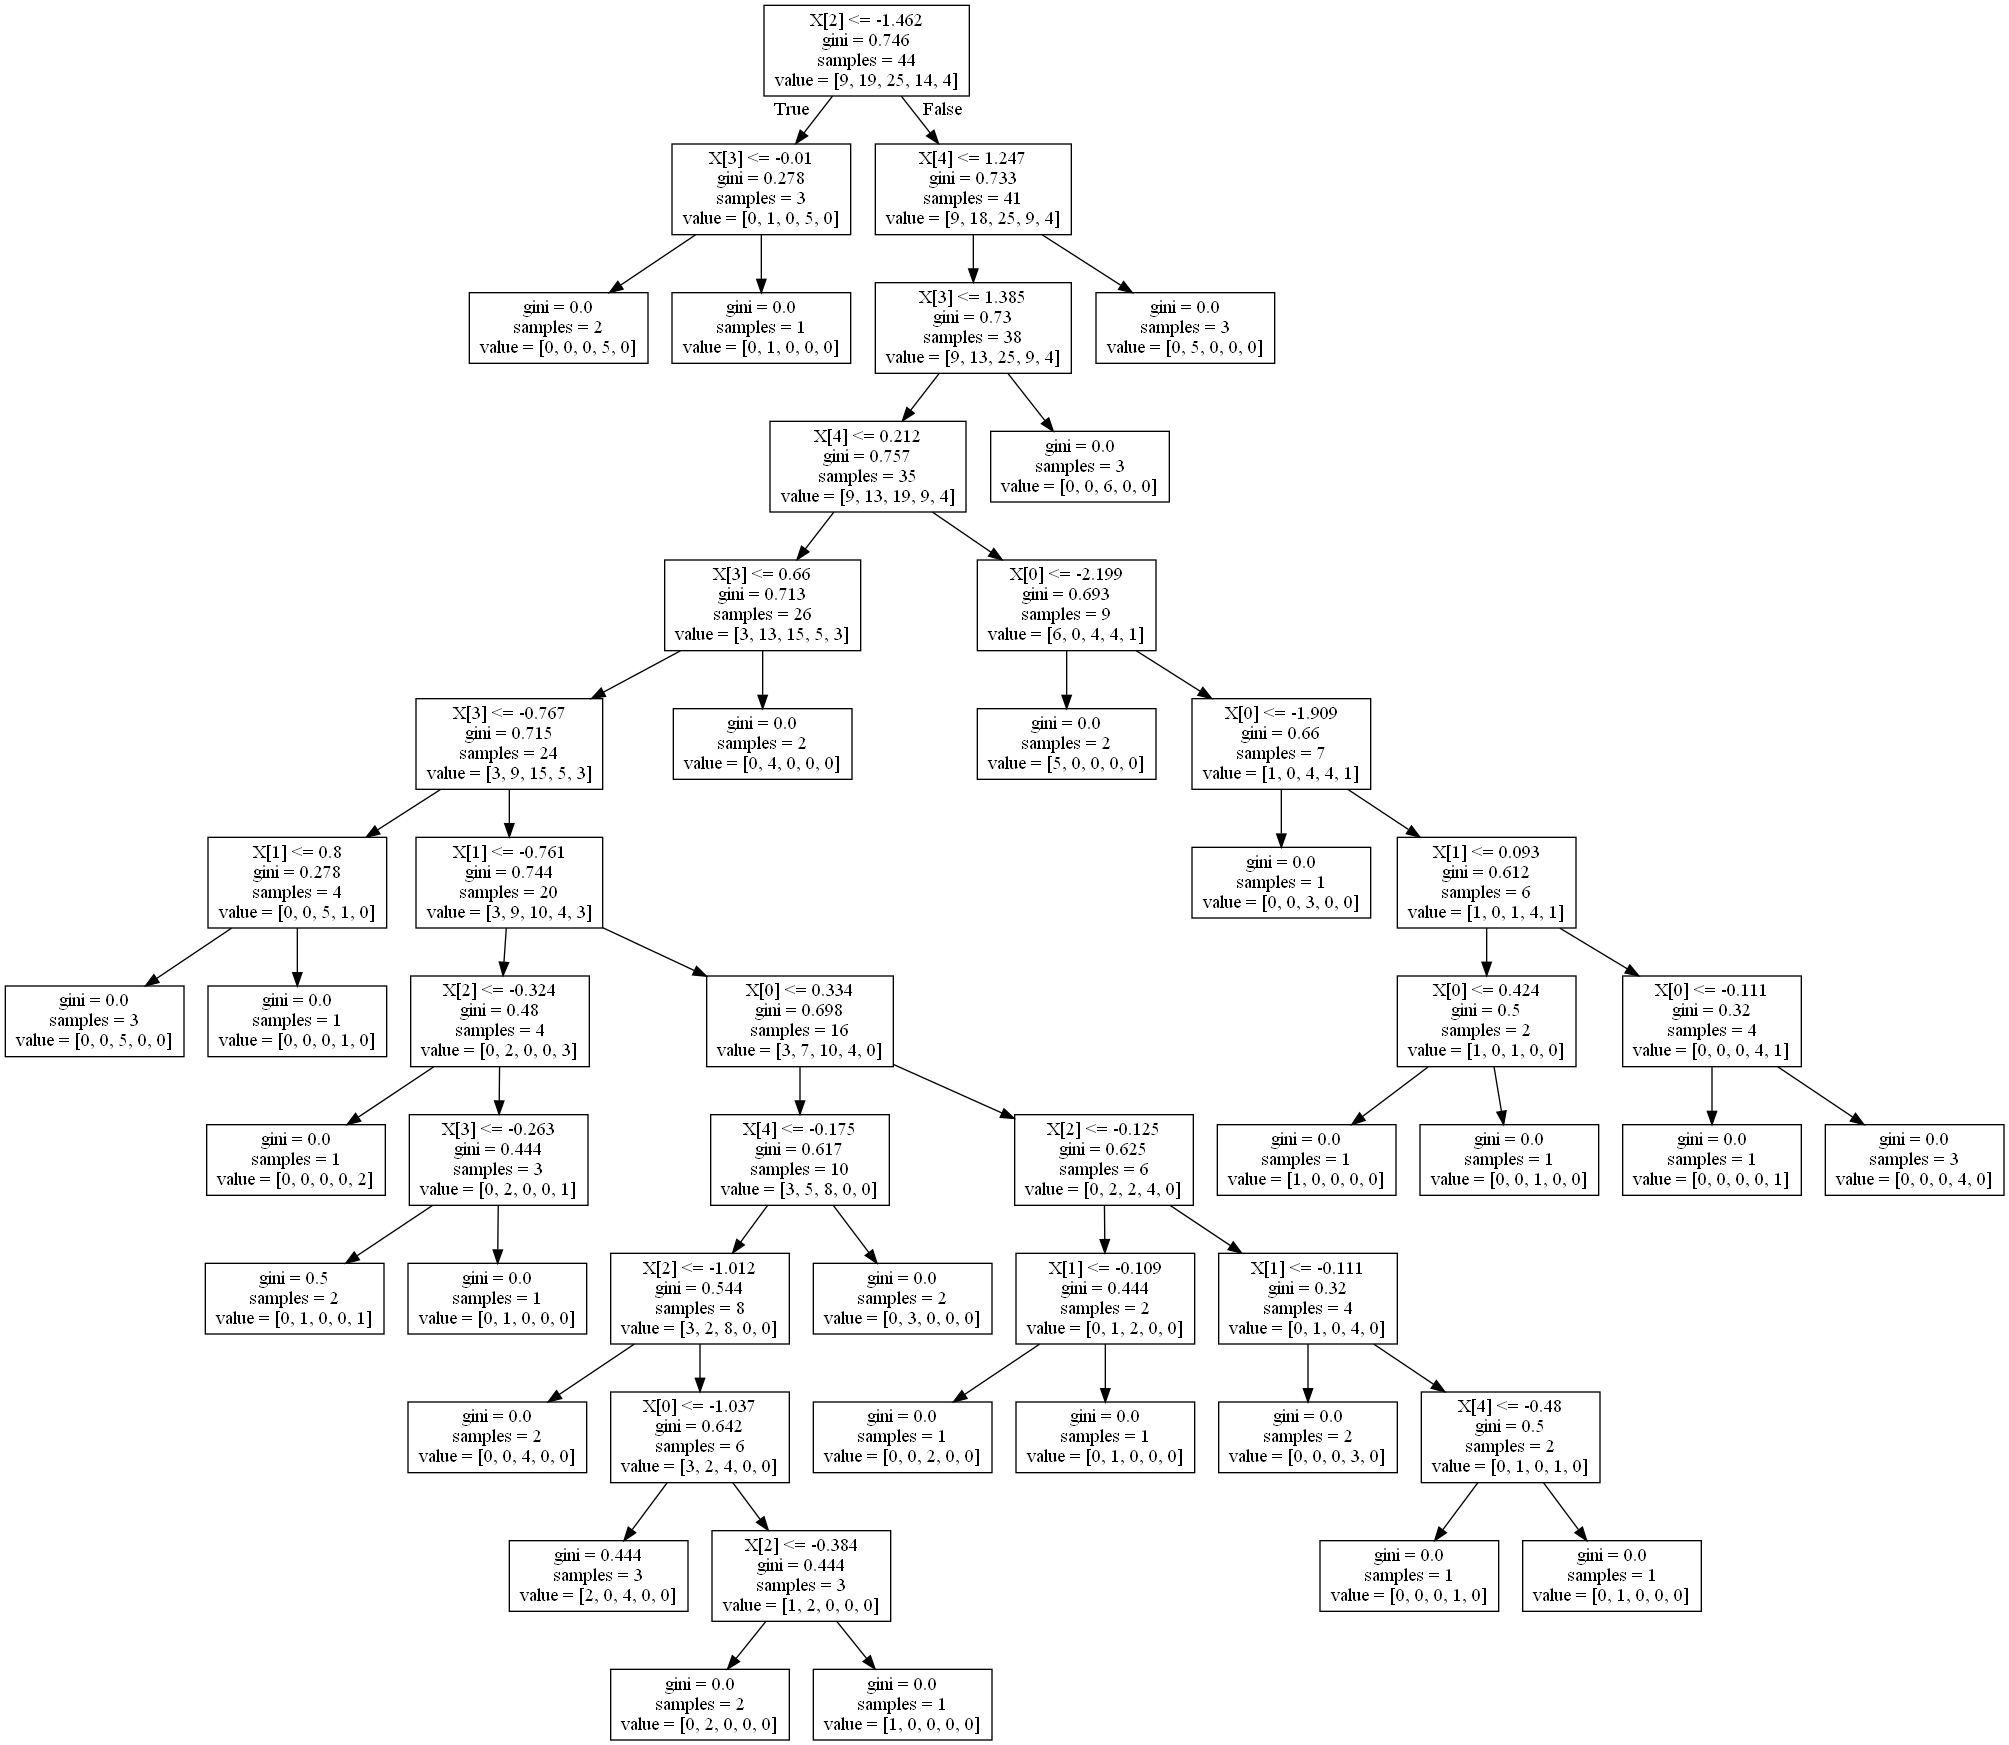 X[2] <= -1.462
gini = 0.746
samples = 44
value = [9, 19, 25, 14, 4]
True
False
X[3] <= -0.01
gini = 0.278
samples = 3
value = [0, 1, 0, 5, 0]
X[4] <= 1.247
gini = 0.733
samples = 41
value = [9, 18, 25, 9, 4]
gini = 0.0
samples = 2
value = [0, 0, 0, 5, 0]
gini = 0.0
samples = 1
value = [0, 1, 0, 0, 0]
X[3] <= 1.385
gini = 0.73
samples = 38
value = [9, 13, 25, 9, 4]
gini = 0.0
samples = 3
value = [0, 5, 0, 0, 0]
X[4] <= 0.212
gini = 0.757
samples = 35
value = [9, 13, 19, 9, 4]
gini = 0.0
samples = 3
value = [0, 0, 6, 0, 0]
X[3] <= 0.66
gini = 0.713
samples = 26
value = [3, 13, 15, 5, 3]
X[0] <= -2.199
gini = 0.693
samples = 9
value = [6, 0, 4, 4, 1]
X[3] <= -0.767
gini = 0.715
samples = 24
value = [3, 9, 15, 5, 3]
gini = 0.0
samples = 2
value = [0, 4, 0, 0, 0]
gini = 0.0
samples = 2
value = [5, 0, 0, 0, 0]
X[0] <= -1.909
gini = 0.66
samples = 7
value = [1, 0, 4, 4, 1]
X[1] <= 0.8
gini = 0.278
samples = 4
value = [0, 0, 5, 1, 0]
X[1] <= -0.761
gini = 0.744
samples = 20
value = [3, 9, 10, 4, 3]
gini = 0.0
samples = 1
value = [0, 0, 3, 0, 0]
X[1] <= 0.093
gini = 0.612
samples = 6
value = [1, 0, 1, 4, 1]
gini = 0.0
samples = 3
value = [0, 0, 5, 0, 0]
gini = 0.0
samples = 1
value = [0, 0, 0, 1, 0]
X[2] <= -0.324
gini = 0.48
samples = 4
value = [0, 2, 0, 0, 3]
X[0] <= 0.334
gini = 0.698
samples = 16
value = [3, 7, 10, 4, 0]
X[0] <= 0.424
gini = 0.5
samples = 2
value = [1, 0, 1, 0, 0]
X[0] <= -0.111
gini = 0.32
samples = 4
value = [0, 0, 0, 4, 1]
gini = 0.0
samples = 1
value = [0, 0, 0, 0, 2]
X[3] <= -0.263
gini = 0.444
samples = 3
value = [0, 2, 0, 0, 1]
X[4] <= -0.175
gini = 0.617
samples = 10
value = [3, 5, 8, 0, 0]
X[2] <= -0.125
gini = 0.625
samples = 6
value = [0, 2, 2, 4, 0]
gini = 0.0
samples = 1
value = [1, 0, 0, 0, 0]
gini = 0.0
samples = 1
value = [0, 0, 1, 0, 0]
gini = 0.0
samples = 1
value = [0, 0, 0, 0, 1]
gini = 0.0
samples = 3
value = [0, 0, 0, 4, 0]
gini = 0.5
samples = 2
value = [0, 1, 0, 0, 1]
gini = 0.0
samples = 1
value = [0, 1, 0, 0, 0]
X[2] <= -1.012
gini = 0.544
samples = 8
value = [3, 2, 8, 0, 0]
gini = 0.0
samples = 2
value = [0, 3, 0, 0, 0]
X[1] <= -0.109
gini = 0.444
samples = 2
value = [0, 1, 2, 0, 0]
X[1] <= -0.111
gini = 0.32
samples = 4
value = [0, 1, 0, 4, 0]
gini = 0.0
samples = 2
value = [0, 0, 4, 0, 0]
X[0] <= -1.037
gini = 0.642
samples = 6
value = [3, 2, 4, 0, 0]
gini = 0.0
samples = 1
value = [0, 0, 2, 0, 0]
gini = 0.0
samples = 1
value = [0, 1, 0, 0, 0]
gini = 0.0
samples = 2
value = [0, 0, 0, 3, 0]
X[4] <= -0.48
gini = 0.5
samples = 2
value = [0, 1, 0, 1, 0]
gini = 0.444
samples = 3
value = [2, 0, 4, 0, 0]
X[2] <= -0.384
gini = 0.444
samples = 3
value = [1, 2, 0, 0, 0]
gini = 0.0
samples = 1
value = [0, 0, 0, 1, 0]
gini = 0.0
samples = 1
value = [0, 1, 0, 0, 0]
gini = 0.0
samples = 2
value = [0, 2, 0, 0, 0]
gini = 0.0
samples = 1
value = [1, 0, 0, 0, 0]